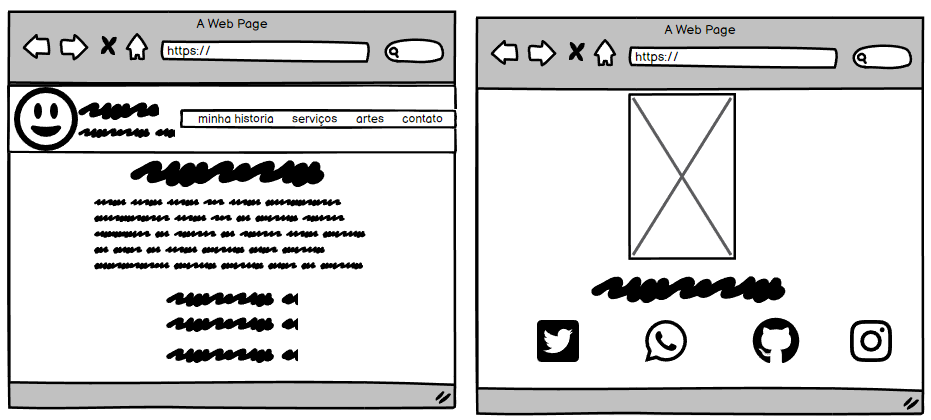 A Web Page
https://
minha historia serviços artes contato
A Web Page
https://